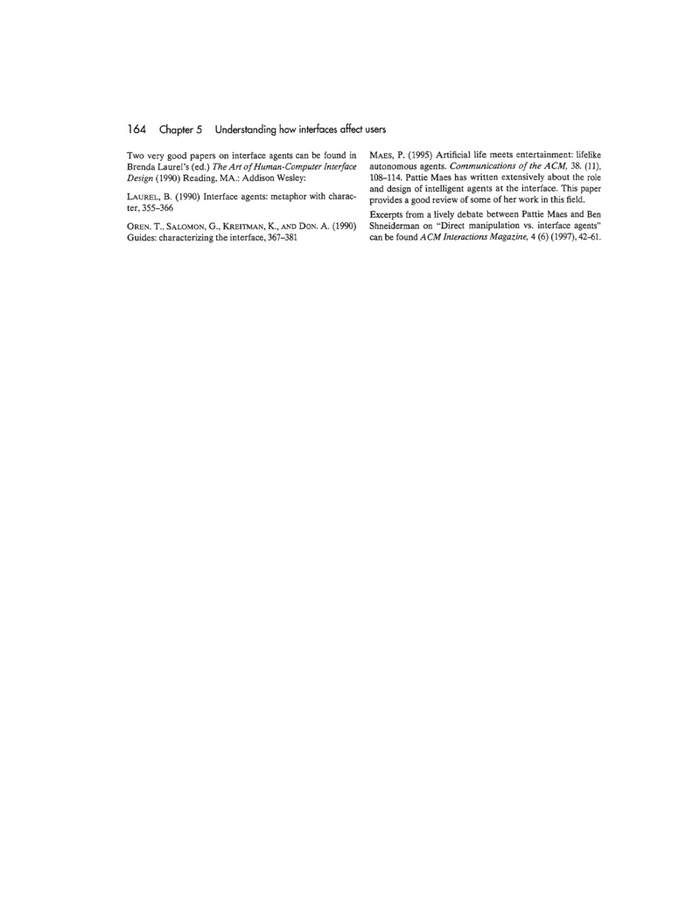 164 Chapter 5 Understanding how interfaces affect users
Two very good papers on interface agents can be found in
Brenda Laurel's (ed.) The Art of Human-Computer Interface
Design (1990) Reading, MA.: Addison Wesley:
LAUREL, B. (1990) Interface agents: metaphor with charac-
ter, 355–366
OREN, T., SALOMON, G., KREITMAN, K., AND DON, A. (1990)
Guides: characterizing the interface, 367–381
MAES, P. (1995) Artificial life meets entertainment: lifelike
autonomous agents. Communications of the ACM, 38. (11),
108–114. Pattie Maes has written extensively about the role
and design of intelligent agents at the interface. This paper
provides a good review of some of her work in this field.
Excerpts from a lively debate between Pattie Maes and Ben
Shneiderman on "Direct manipulation vs. interface agents"
can be found ACM Interactions Magazine, 4 (6) (1997), 42–61.